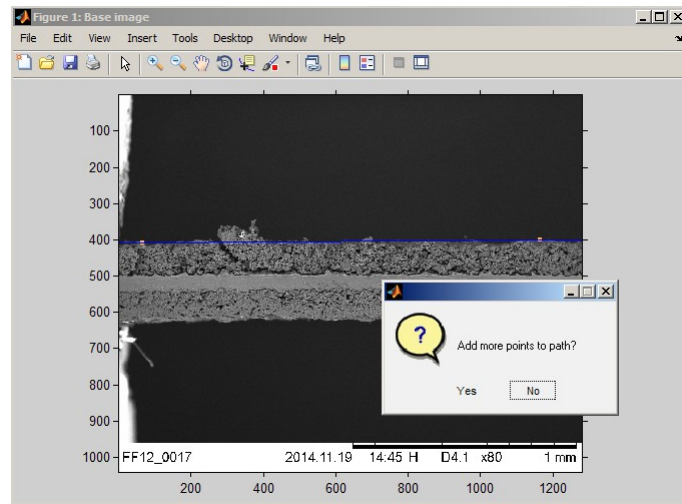 Figure 1: Base image
File Edit View Insert Tools Desktop Window Help
100
200
300
400
500
600
700
800
900
1000
?
Add more points to path?
Yes No
FF12_0017 2014.11.19 14:45 H D4.1 x80 1 mm
200 400 600 800 1000 1200